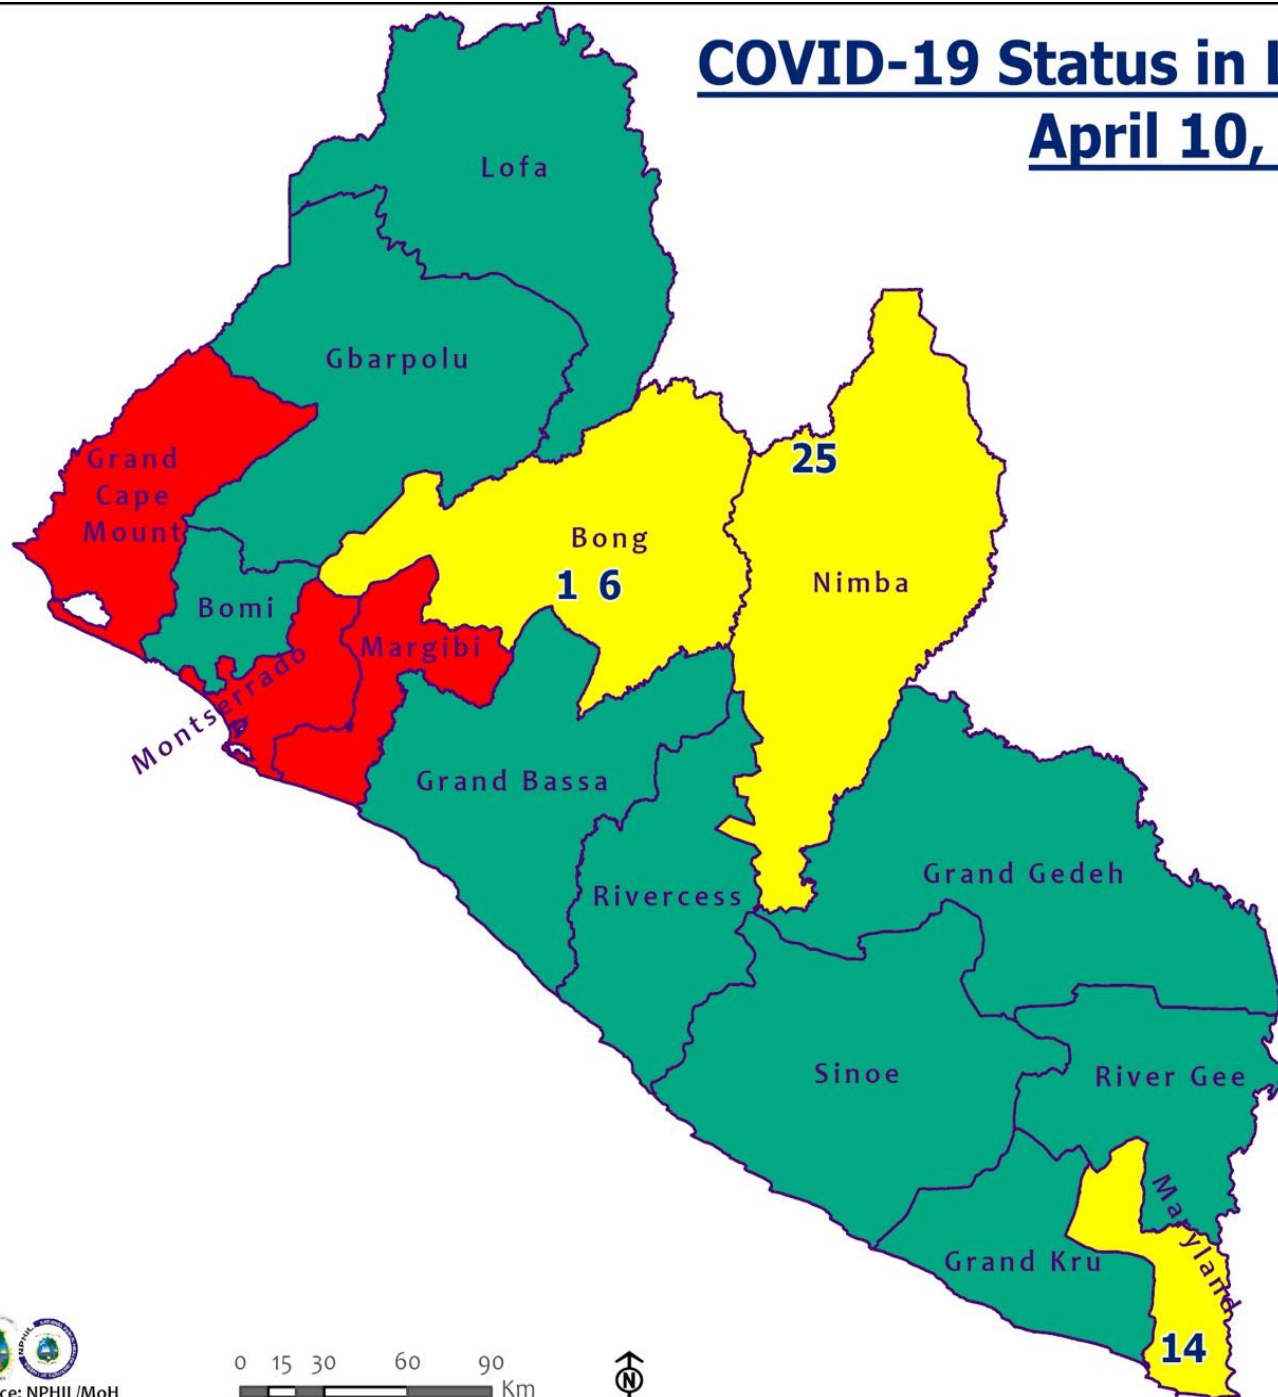 COVID-19 Status in
April 10,
Lofa
Gbarpolu
Grand
Cape
Mount
25
Bong
1 6
Nimba
Bomi
Margibi
Montserrado
Grand Bassa
Grand Gedeh
Rivercess
Sinoe
River Gee
Maryland
Grand Kru
14
NPHIL
0 15 30 60 90
Km
N
ce: NPHIL/MoH